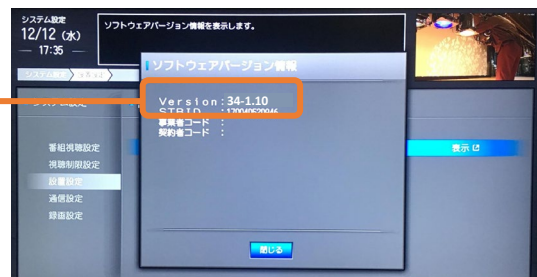 システム設定
12/12 (水)
17:35
ソフトウェアバージョン情報を表示します。
ソフトウェアバージョン情報
Version:34-1.10
STBID :
事業者コード :
契約者コード :
番組視聴設定
視聴制限設定
設置設定
通信設定
録画設定
表示
閉じる